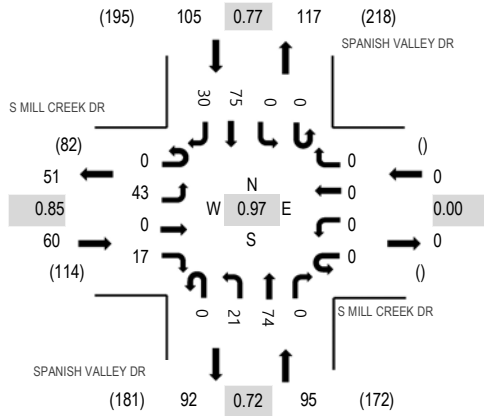 (195) 105 0.77 117 (218)
SPANISH VALLEY DR
S MILL CREEK DR
30 75 0 0
(82) 0 0 ()
51 0
43 N 0
0.85 W 0.97 E 0.00
0 0
60 S 0
17 0
(114) ()
0 21 74 0
S MILL CREEK DR
SPANISH VALLEY DR
(181) 92 0.72 95 (172)